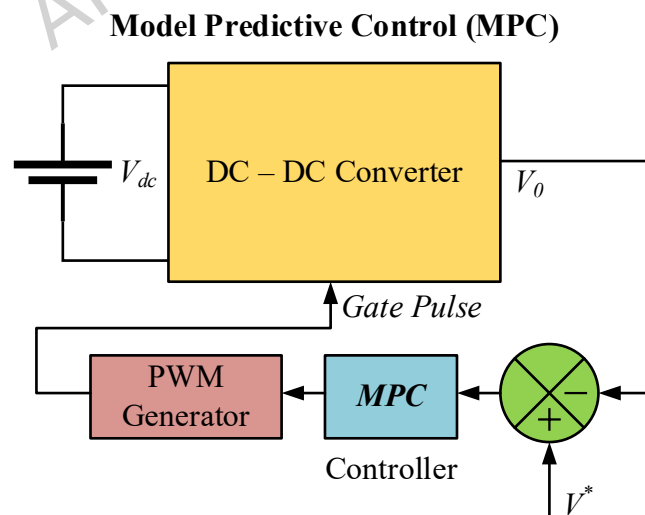 Model Predictive Control (MPC)
V_dc
DC – DC Converter
V_0
Gate Pulse
PWM
Generator
MPC
−
+
Controller
V*